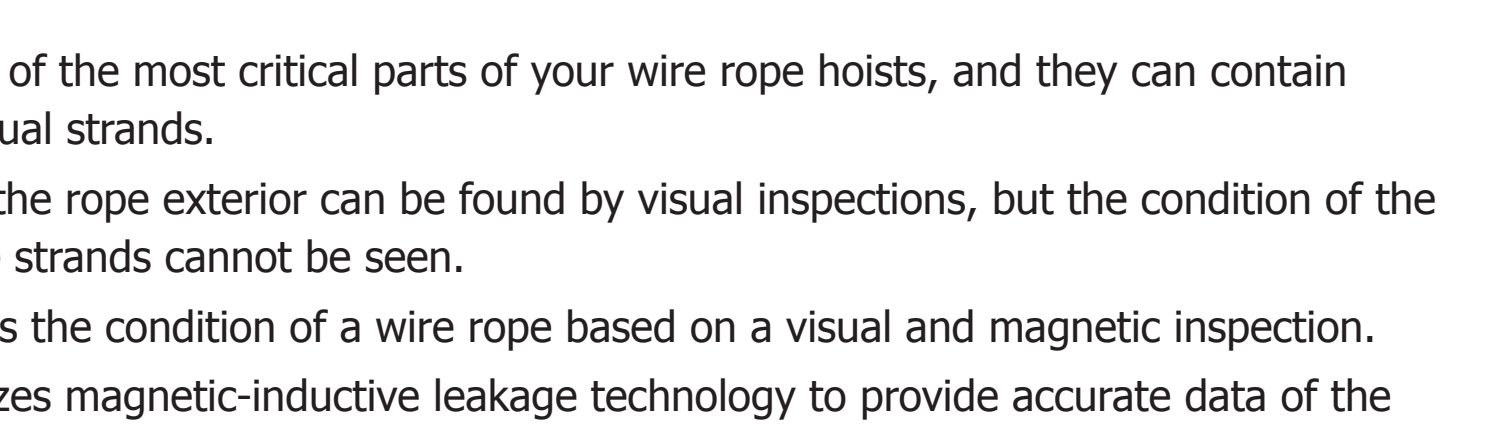 of the most critical parts of your wire rope hoists, and they can contain
ual strands.
the rope exterior can be found by visual inspections, but the condition of the
strands cannot be seen.
s the condition of a wire rope based on a visual and magnetic inspection.
zes magnetic-inductive leakage technology to provide accurate data of the